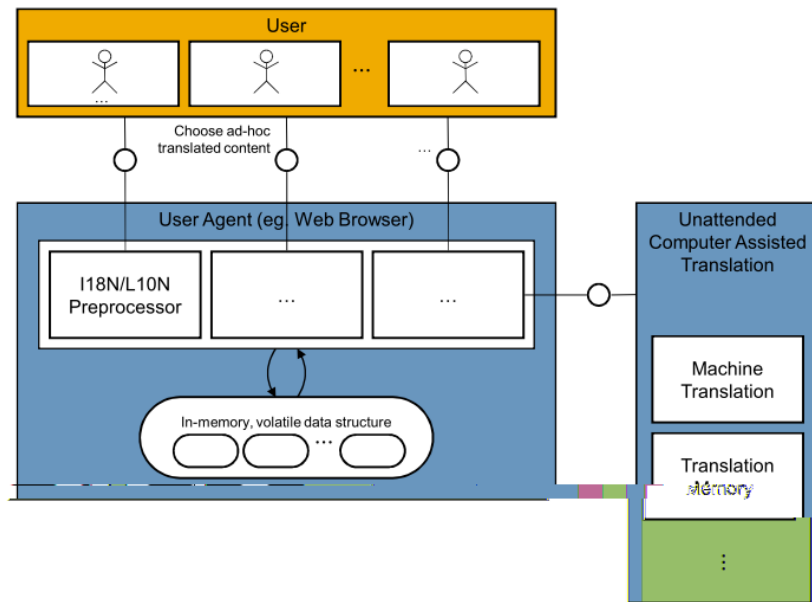 User
...
...
Choose ad-hoc
translated content
...
User Agent (eg. Web Browser)
I18N/L10N
Preprocessor
...
...
In-memory, volatile data structure
...
Unattended
Computer Assisted
Translation
Machine
Translation
Translation
Memory
...